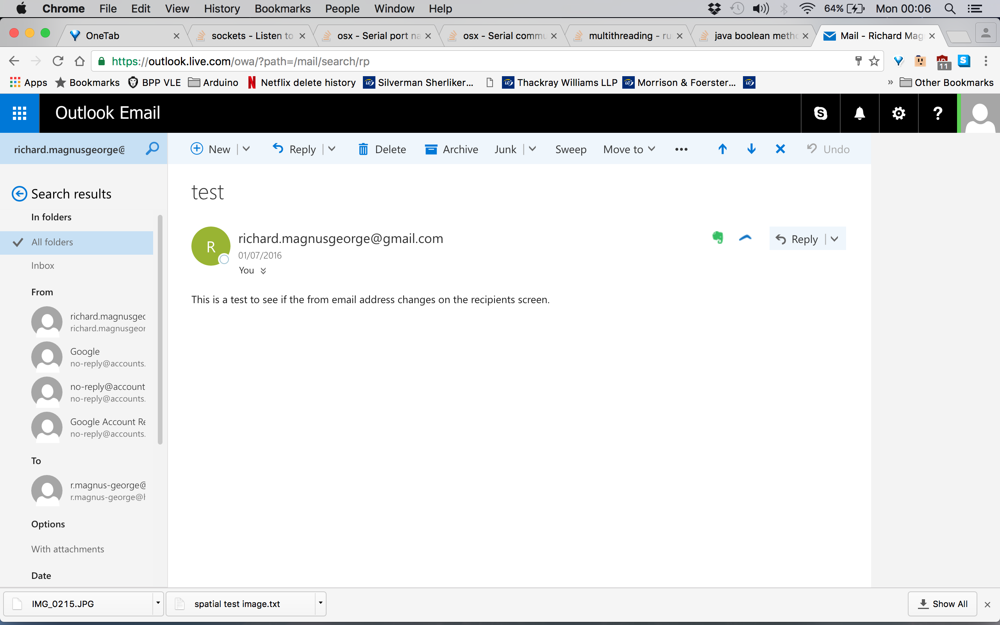 Chrome File Edit View History Bookmarks People Window Help 64% Mon 00:06
OneTab sockets - Listen to osx - Serial port na osx - Serial commu multithreading - ru java boolean metho Mail - Richard Mag
https://outlook.live.com/owa/?path=/mail/search/rp 11
Apps Bookmarks BPP VLE Arduino Netflix delete history Silverman Sherliker... Thackray Williams LLP Morrison & Foerster... » Other Bookmarks
Outlook Email
richard.magnusgeorge@ New Reply Delete Archive Junk Sweep Move to ••• Undo
Search results
In folders
All folders
Inbox
From
richard.magnusgec
richard.magnusgeor
Google
no-reply@accounts.
no-reply@account
no-reply@accounts.
Google Account Re
no-reply@accounts.
To
r.magnus-george@
r.magnus-george@h
Options
With attachments
Date
test
R
richard.magnusgeorge@gmail.com
01/07/2016
You
Reply
This is a test to see if the from email address changes on the recipients screen.
IMG_0215.JPG spatial test image.txt Show All